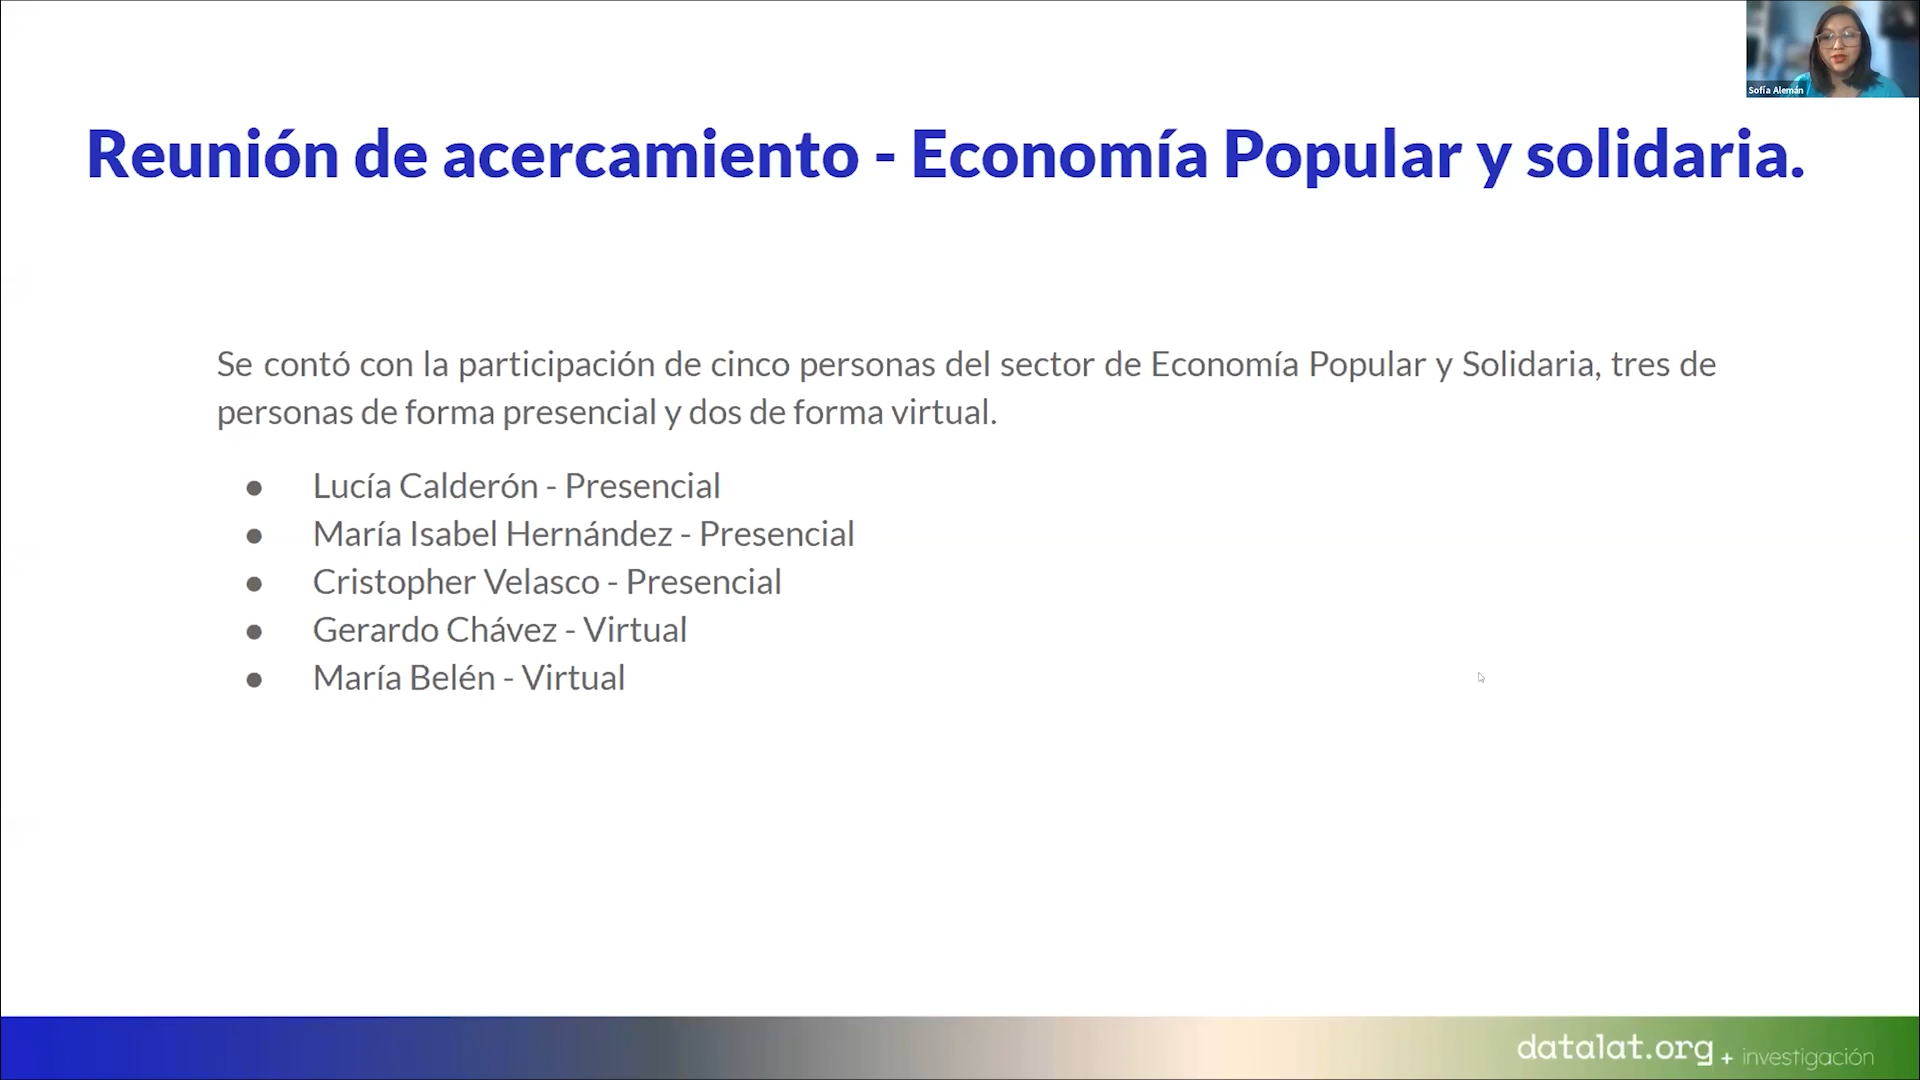 Sofía Alemán
Reunión de acercamiento - Economía Popular y solidaria.
Se contó con la participación de cinco personas del sector de Economía Popular y Solidaria, tres de
personas de forma presencial y dos de forma virtual.
● Lucía Calderón - Presencial
● María Isabel Hernández - Presencial
● Cristopher Velasco - Presencial
● Gerardo Chávez - Virtual
● María Belén - Virtual
datalat.org + investigación